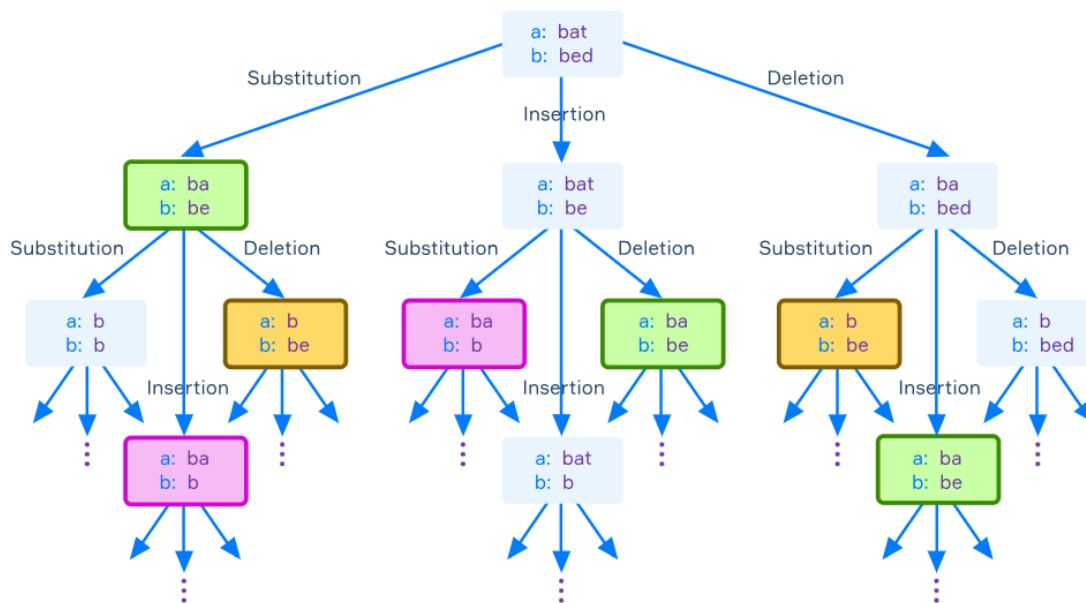 a: bat
b: bed
Substitution
Deletion
Insertion
a: ba
b: be
a: bat
b: be
a: ba
b: bed
Substitution
Deletion
Substitution
Deletion
Substitution
Deletion
a: b
b: b
a: b
b: be
a: ba
b: b
a: ba
b: be
a: b
b: be
a: b
b: bed
Insertion
Insertion
Insertion
a: ba
b: b
a: bat
b: b
a: ba
b: be